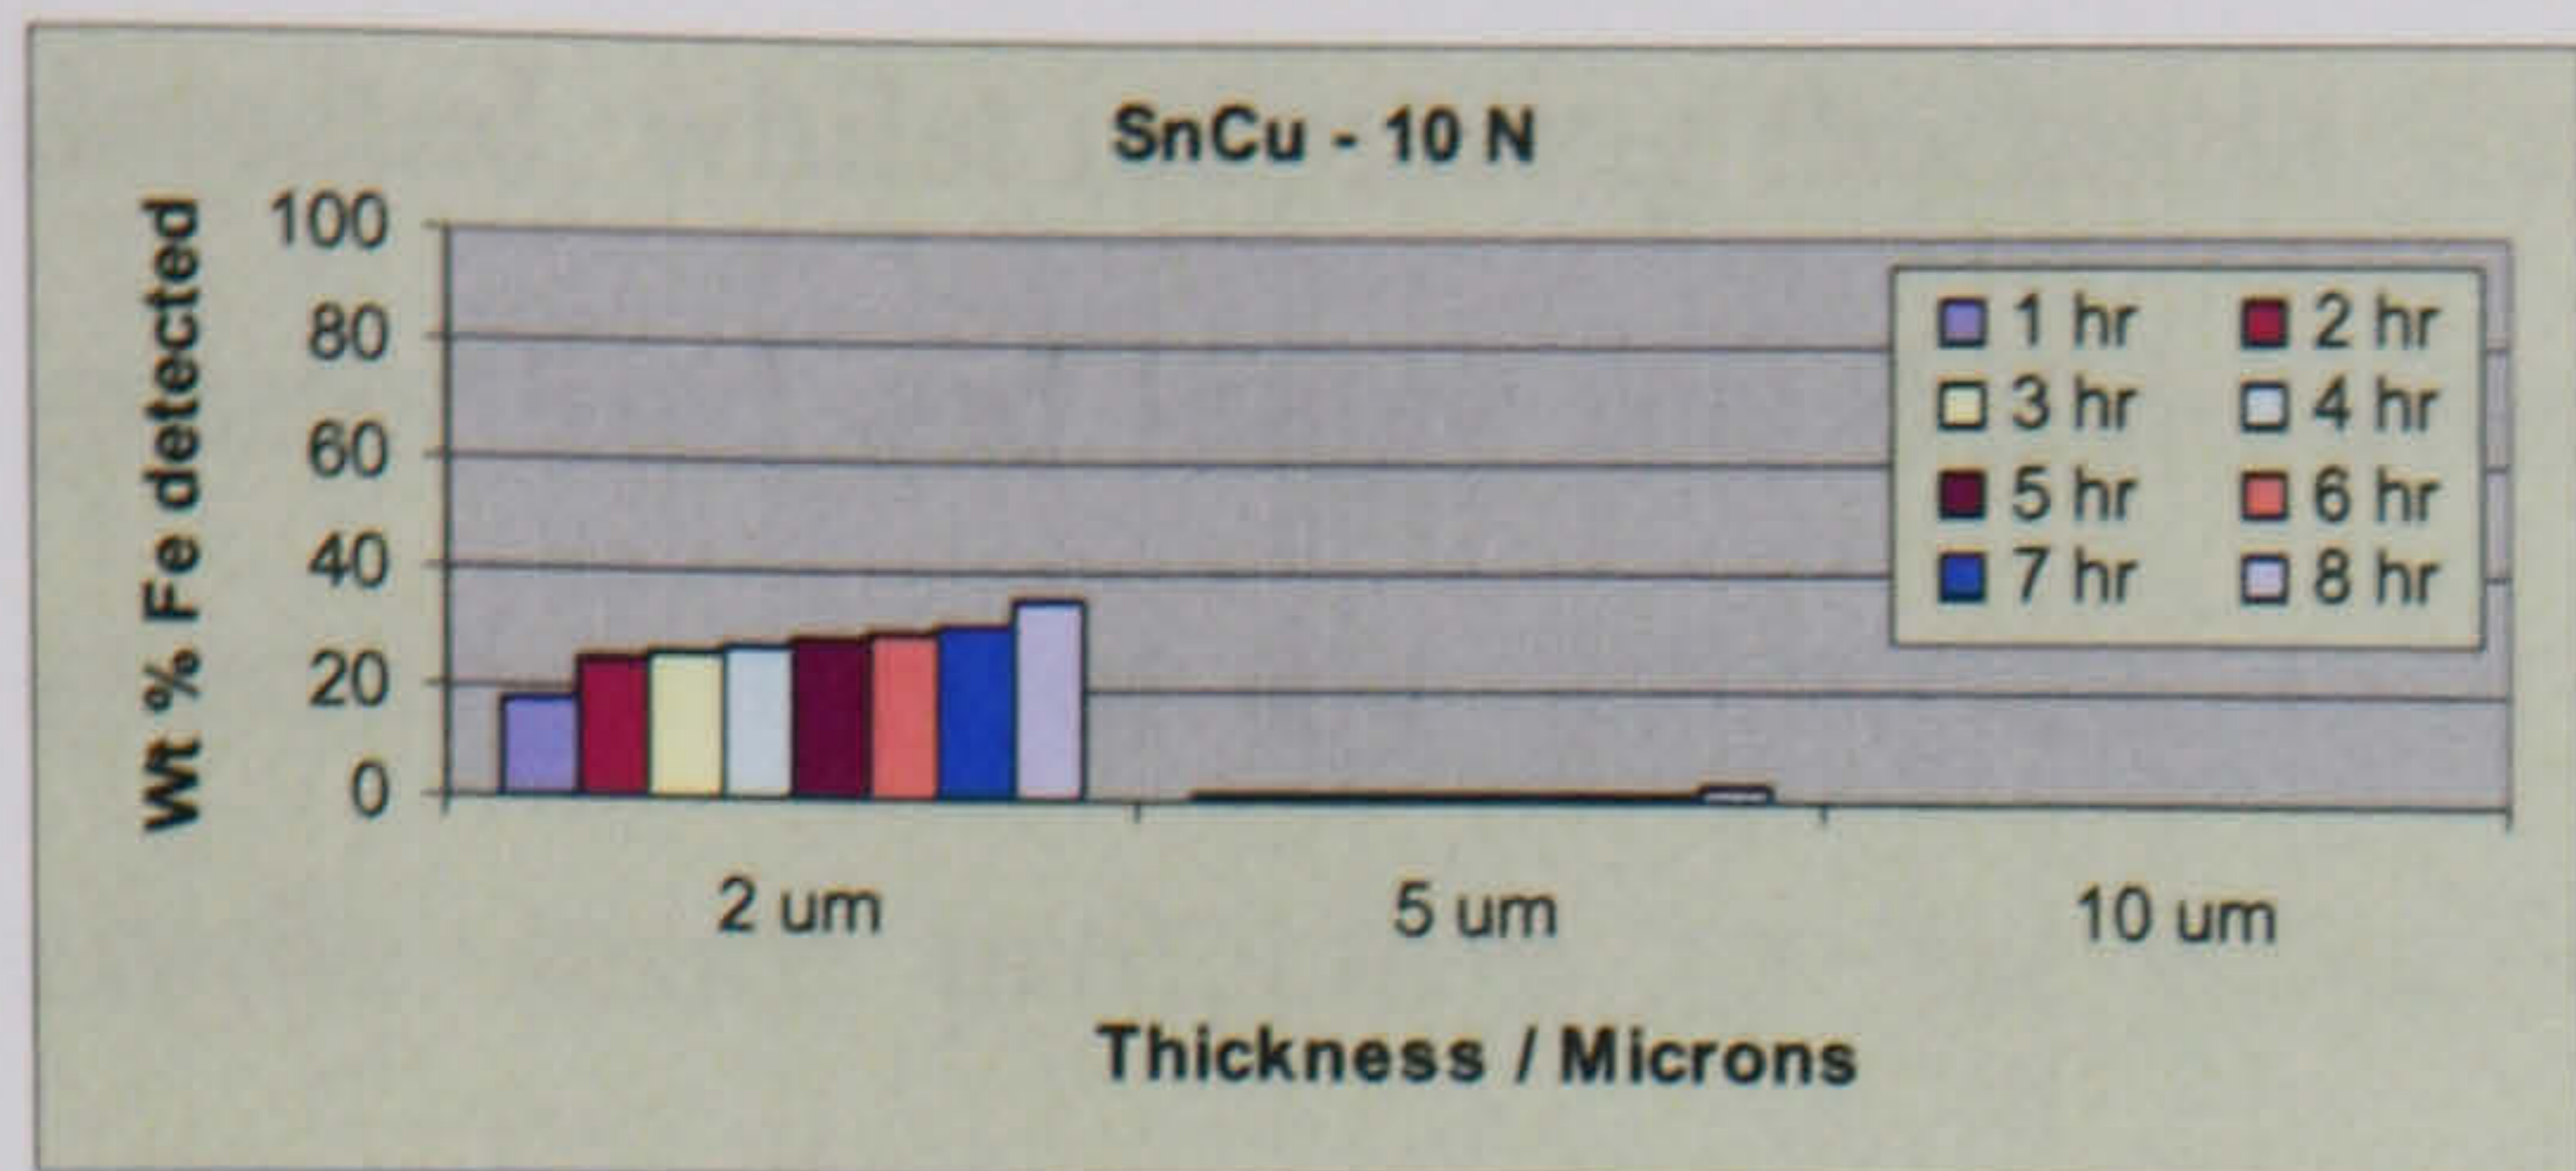 SnCu - 10 N
Wt % Fe detected
100
80
60
40
20
0
1 hr 2 hr
3 hr 4 hr
5 hr 6 hr
7 hr 8 hr
2 um 5 um 10 um
Thickness / Microns